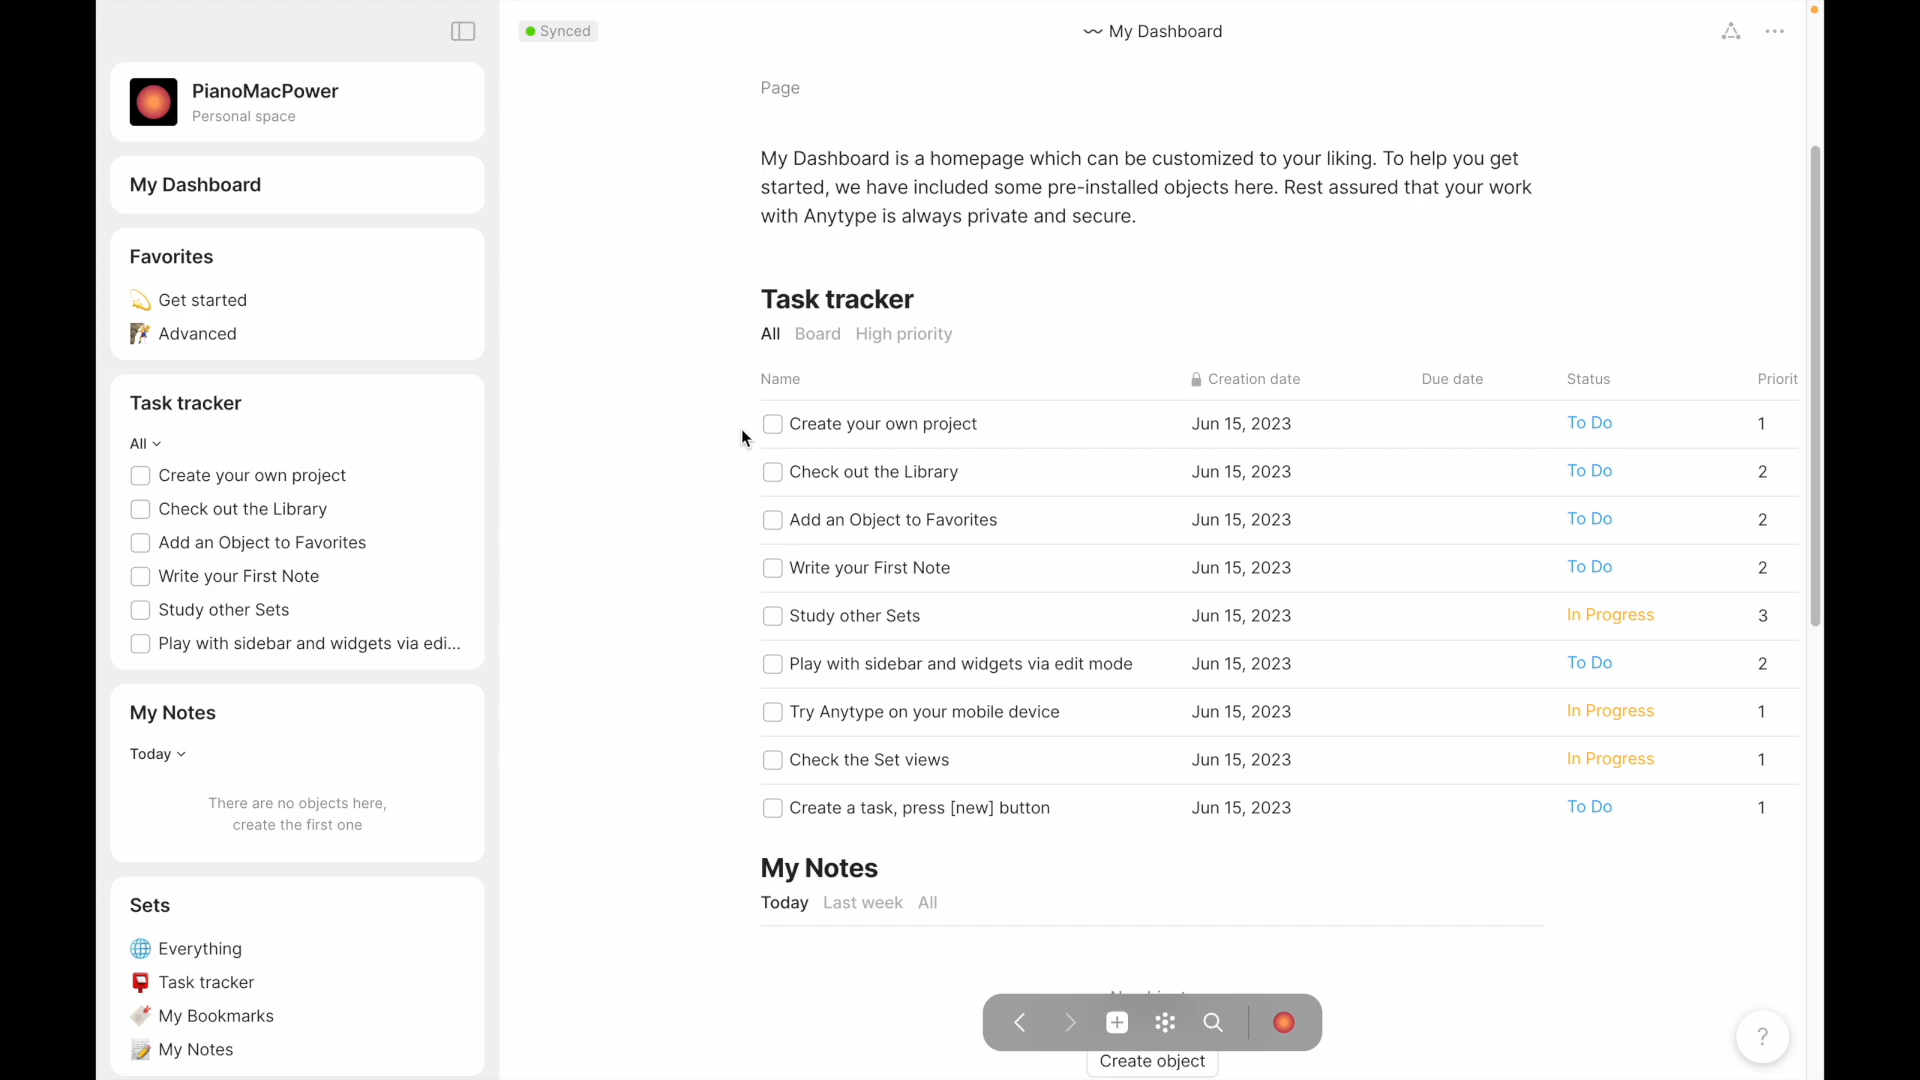 Synced
My Dashboard
PianoMacPower
Personal space
My Dashboard
Favorites
Get started
Advanced
Task tracker
All
Create your own project
Check out the Library
Add an Object to Favorites
Write your First Note
Study other Sets
Play with sidebar and widgets via edi...
My Notes
Today
There are no objects here,
create the first one
Sets
Everything
Task tracker
My Bookmarks
My Notes
Page
My Dashboard is a homepage which can be customized to your liking. To help you get
started, we have included some pre-installed objects here. Rest assured that your work
with Anytype is always private and secure.
Task tracker
All Board High priority
Name Creation date Due date Status Priorit
Create your own project Jun 15, 2023 To Do 1
Check out the Library Jun 15, 2023 To Do 2
Add an Object to Favorites Jun 15, 2023 To Do 2
Write your First Note Jun 15, 2023 To Do 2
Study other Sets Jun 15, 2023 In Progress 3
Play with sidebar and widgets via edit mode Jun 15, 2023 To Do 2
Try Anytype on your mobile device Jun 15, 2023 In Progress 1
Check the Set views Jun 15, 2023 In Progress 1
Create a task, press [new] button Jun 15, 2023 To Do 1
My Notes
Today Last week All
Create object
?